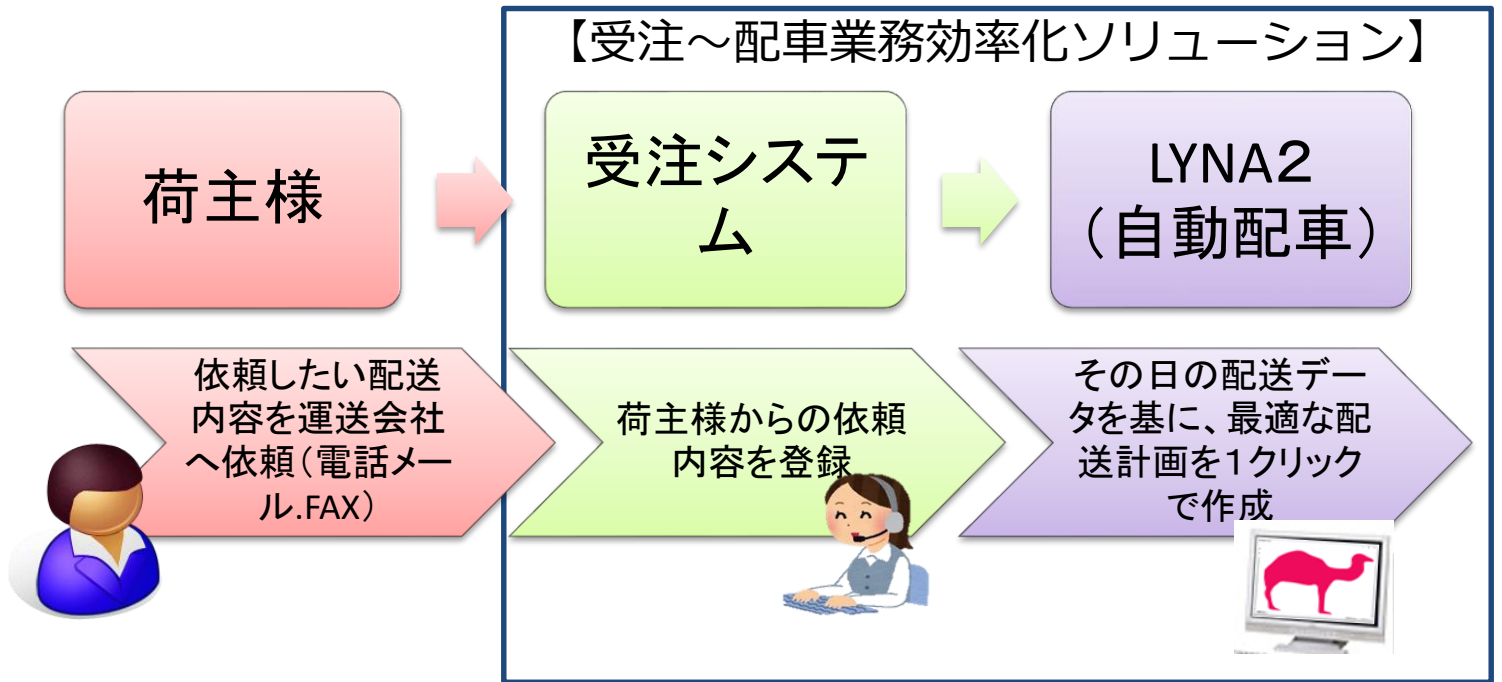 【受注～配車業務効率化ソリューション】
荷主様
受注システ
ム
LYNA２
（自動配車）
依頼したい配送
内容を運送会社
へ依頼（電話メー
ル.FAX）
荷主様からの依頼
内容を登録
その日の配送デー
タを基に、最適な配
送計画を１クリック
で作成